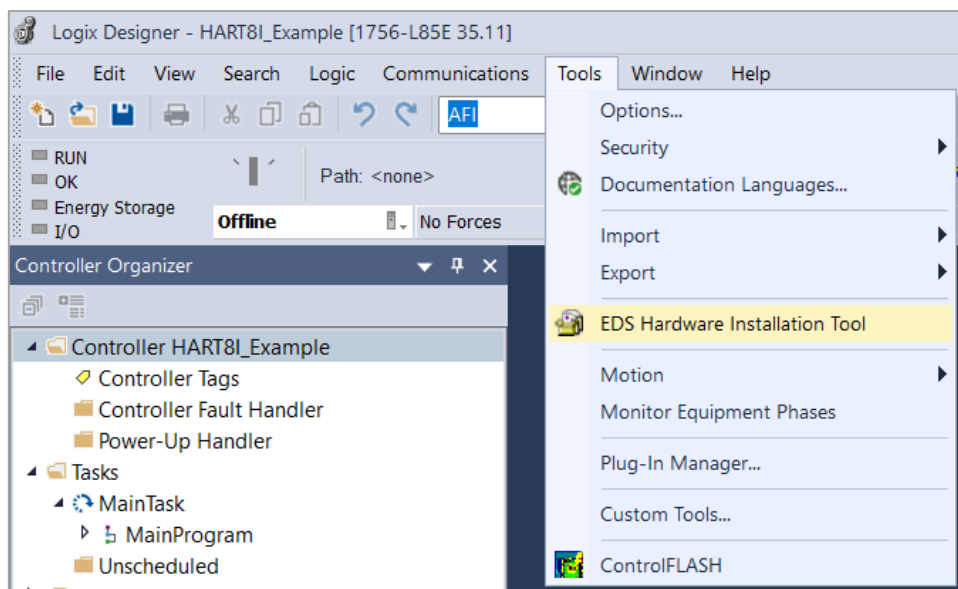 Logix Designer - HART8I_Example [1756-L85E 35.11]
File Edit View Search Logic Communications Tools Window Help
AFI
RUN
OK
Energy Storage
I/O
Path: <none>
Offline
No Forces
Options...
Security
Documentation Languages...
Import
Export
EDS Hardware Installation Tool
Motion
Monitor Equipment Phases
Plug-In Manager...
Custom Tools...
ControlFLASH
Controller Organizer
Controller HART8I_Example
Controller Tags
Controller Fault Handler
Power-Up Handler
Tasks
MainTask
MainProgram
Unscheduled